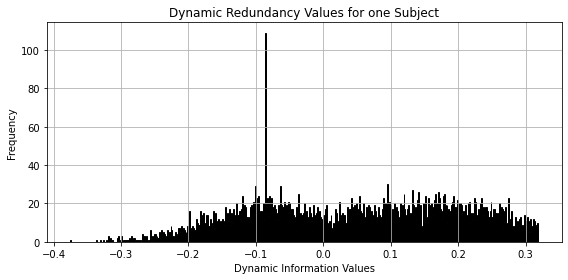 Dynamic Redundancy Values for one Subject
100
80
60
40
20
0
Frequency
−0.4 −0.3 −0.2 −0.1 0.0 0.1 0.2 0.3
Dynamic Information Values